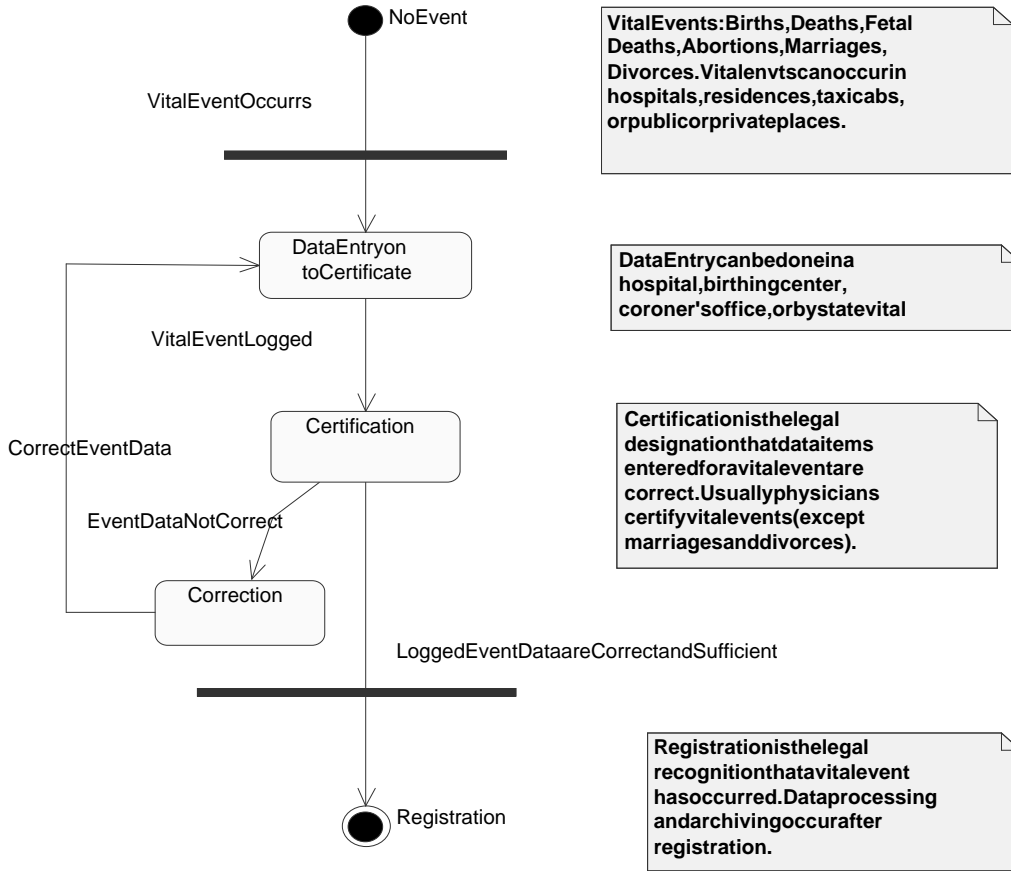 NoEvent
VitalEventOccurrs
DataEntryon
toCertificate
VitalEventLogged
Certification
CorrectEventData
EventDataNotCorrect
Correction
LoggedEventDataareCorrectandSufficient
Registration
VitalEvents:Births,Deaths,Fetal
Deaths,Abortions,Marriages,
Divorces.Vitalenvtscanoccurin
hospitals,residences,taxicabs,
orpublicorprivateplaces.
DataEntrycanbedoneina
hospital,birthingcenter,
coroner'soffice,orbystatevital
Certificationisthelegal
designationthatdataitems
enteredforavitaleventare
correct.Usuallyphysicians
certifyvitalevents(except
marriagesanddivorces).
Registrationisthelegal
recognitionthatavitalevent
hasoccurred.Dataprocessing
andarchivingoccurafter
registration.